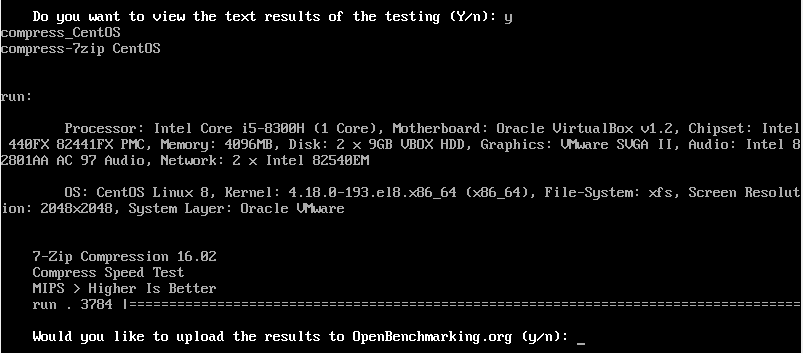 Do you want to view the text results of the testing (Y/n): y
compress_CentOS
compress-7zip CentOS
run:
Processor: Intel Core i5-8300H (1 Core), Motherboard: Oracle VirtualBox v1.2, Chipset: Intel
440FX 82441FX PMC, Memory: 4096MB, Disk: 2 x 9GB VBOX HDD, Graphics: VMware SVGA II, Audio: Intel 8
2801AA AC 97 Audio, Network: 2 x Intel 82540EM
OS: CentOS Linux 8, Kernel: 4.18.0-193.el8.x86_64 (x86_64), File-System: xfs, Screen Resolut
ion: 2048x2048, System Layer: Oracle VMware
7-Zip Compression 16.02
Compress Speed Test
MIPS > Higher Is Better
run . 3784 |====================================================================================
Would you like to upload the results to OpenBenchmarking.org (y/n): _